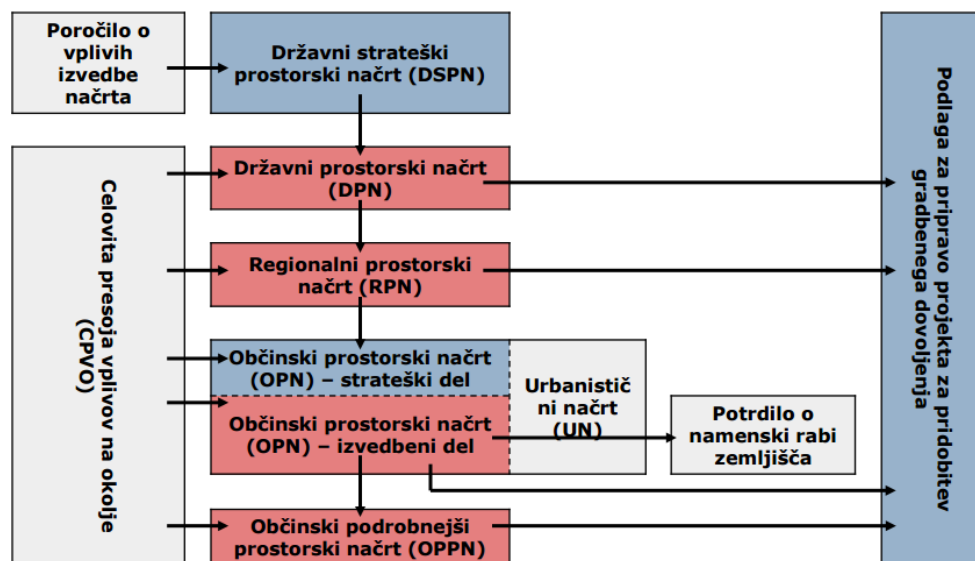 Poročilo o
vplivih
izvedbe
načrta
Državni strateški
prostorski načrt (DSPN)
Državni prostorski načrt
(DPN)
Regionalni prostorski
načrt (RPN)
Občinski prostorski načrt
(OPN) – strateški del
Občinski prostorski načrt
(OPN) – izvedbeni del
Urbanistič
ni načrt
(UN)
Potrdilo o
namenski rabi
zemljišča
Občinski podrobnejši
prostorski načrt (OPPN)
Celovita presoja vplivov na okolje
(CPVO)
Podlaga za pripravo projekta za pridobitev
gradbenega dovoljenja